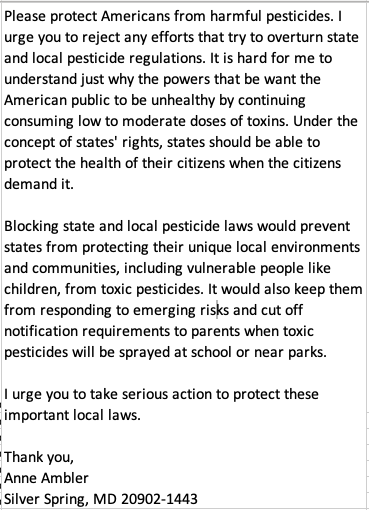 Please protect Americans from harmful pesticides. I
urge you to reject any efforts that try to overturn state
and local pesticide regulations. It is hard for me to
understand just why the powers that be want the
American public to be unhealthy by continuing
consuming low to moderate doses of toxins. Under the
concept of states' rights, states should be able to
protect the health of their citizens when the citizens
demand it.

Blocking state and local pesticide laws would prevent
states from protecting their unique local environments
and communities, including vulnerable people like
children, from toxic pesticides. It would also keep them
from responding to emerging risks and cut off
notification requirements to parents when toxic
pesticides will be sprayed at school or near parks.

I urge you to take serious action to protect these
important local laws.

Thank you,
Anne Ambler
Silver Spring, MD 20902-1443